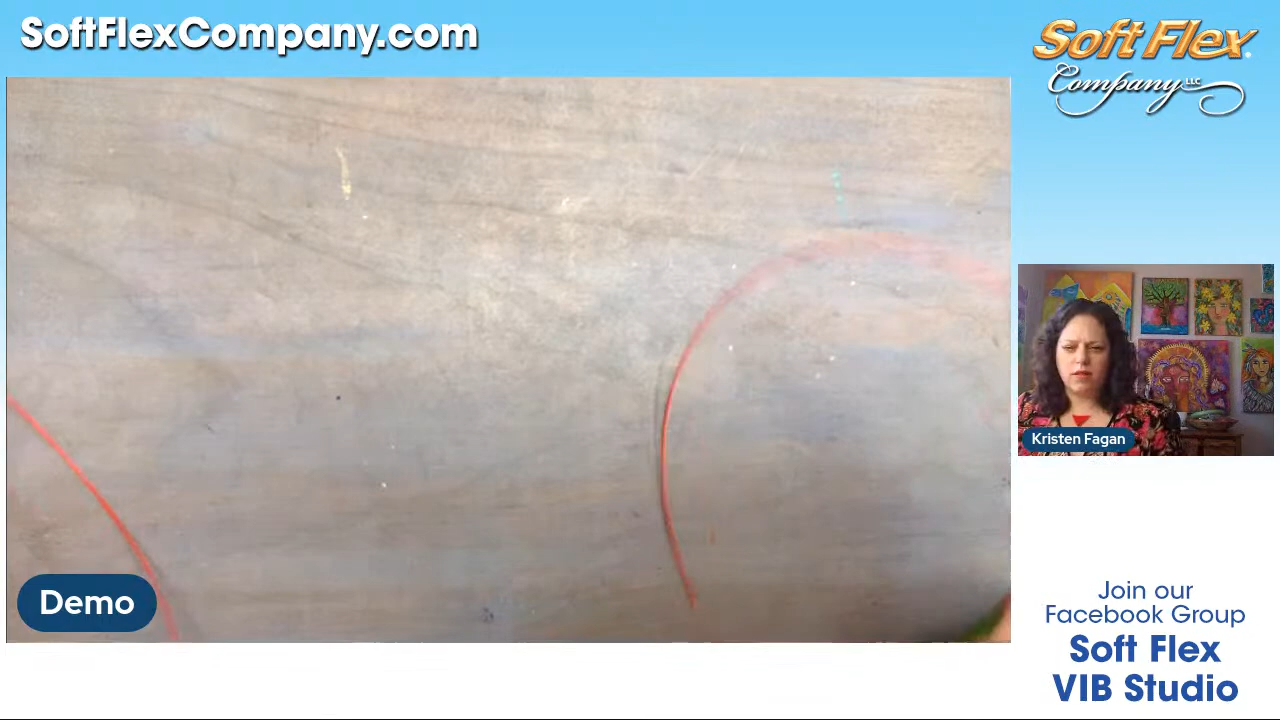 SoftFlexCompany.com
Soft Flex
Company LLC
Kristen Fagan
Demo
Join our
Facebook Group
Soft Flex
VIB Studio